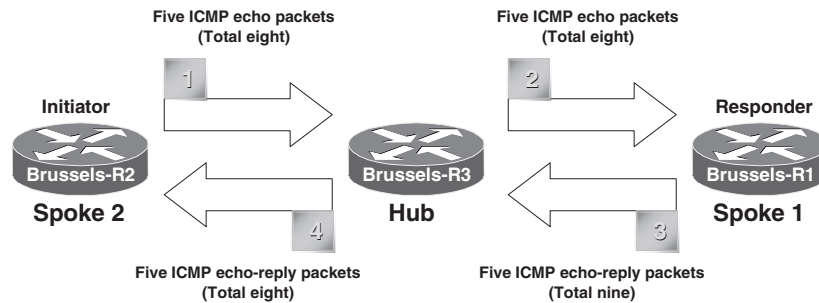 Five ICMP echo packets
(Total eight)
Five ICMP echo packets
(Total eight)
1
2
Initiator
Responder
Brussels-R2
Brussels-R3
Brussels-R1
Spoke 2
Hub
Spoke 1
4
3
Five ICMP echo-reply packets
(Total eight)
Five ICMP echo-reply packets
(Total nine)